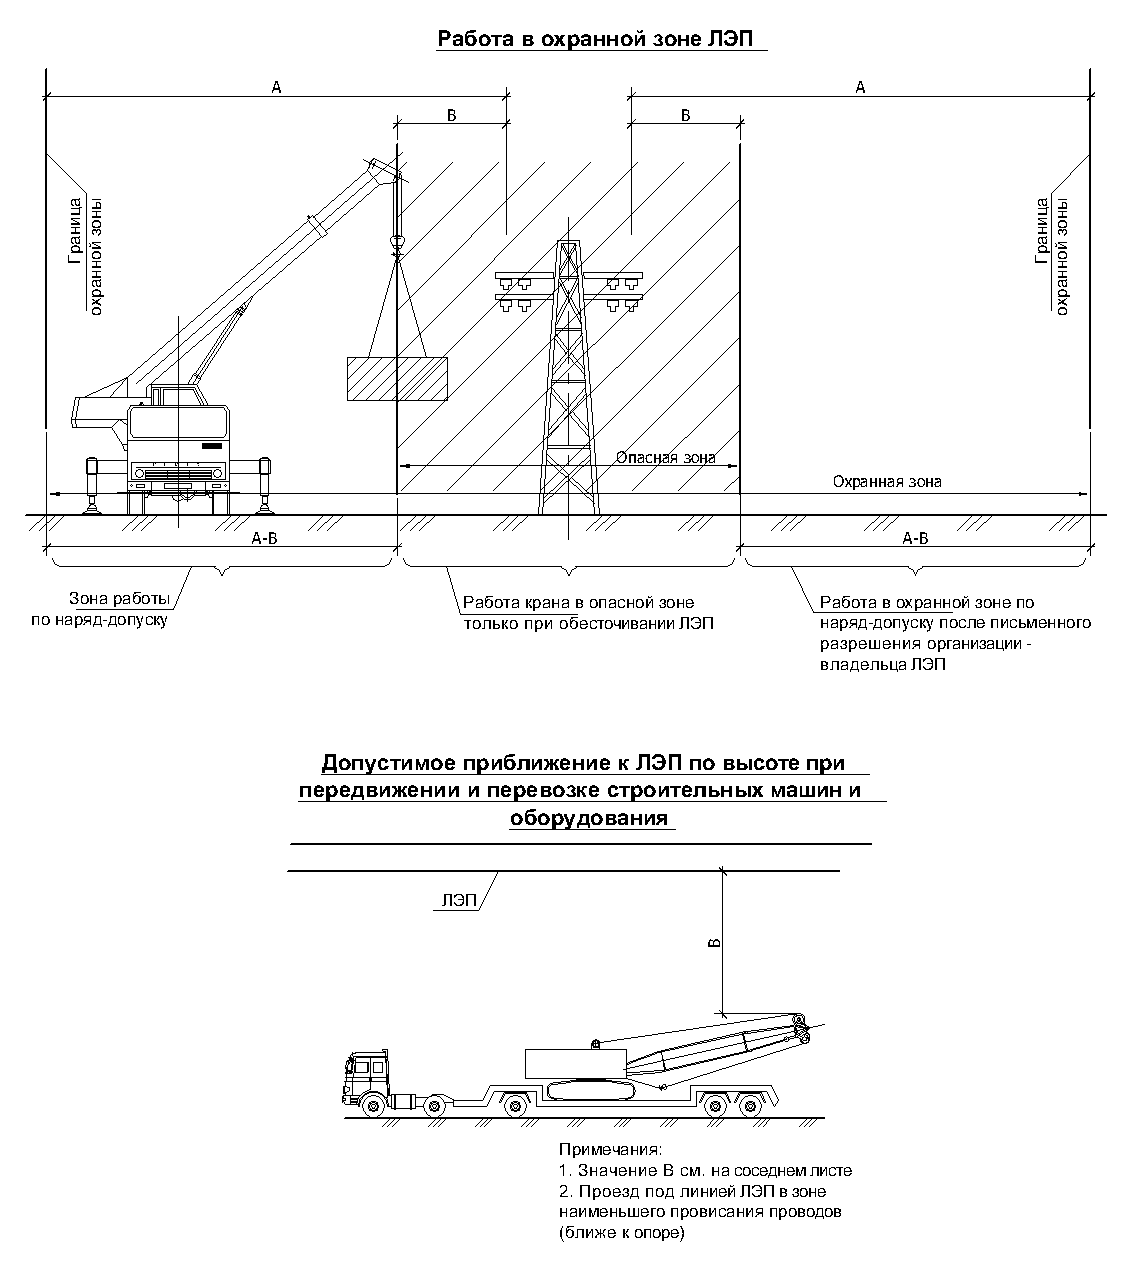 Работа в охранной зоне ЛЭП
А
А
В
В
Граница
охранной зоны
Граница
охранной зоны
Опасная зона
Охранная зона
А-В
А-В
Зона работы
по наряд-допуску
Работа крана в опасной зоне
только при обесточивании ЛЭП
Работа в охранной зоне по
наряд-допуску после письменного
разрешения организации -
владельца ЛЭП
Допустимое приближение к ЛЭП по высоте при
передвижении и перевозке строительных машин и
оборудования
ЛЭП
В
Примечания:
1. Значение В см. на соседнем листе
2. Проезд под линией ЛЭП в зоне
наименьшего провисания проводов
(ближе к опоре)